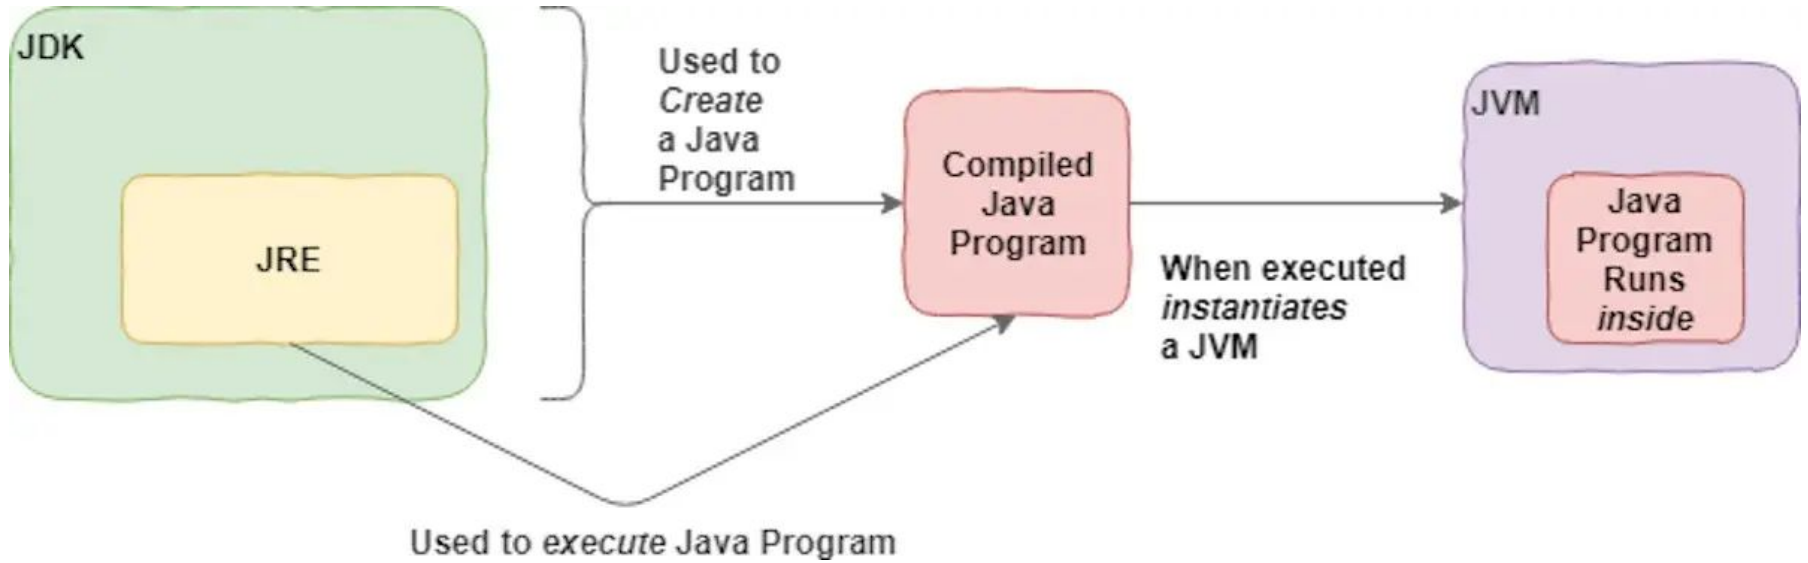 JDK
JRE
Used to
Create
a Java
Program
Compiled
Java
Program
When executed
instantiates
a JVM
JVM
Java
Program
Runs
inside
Used to execute Java Program